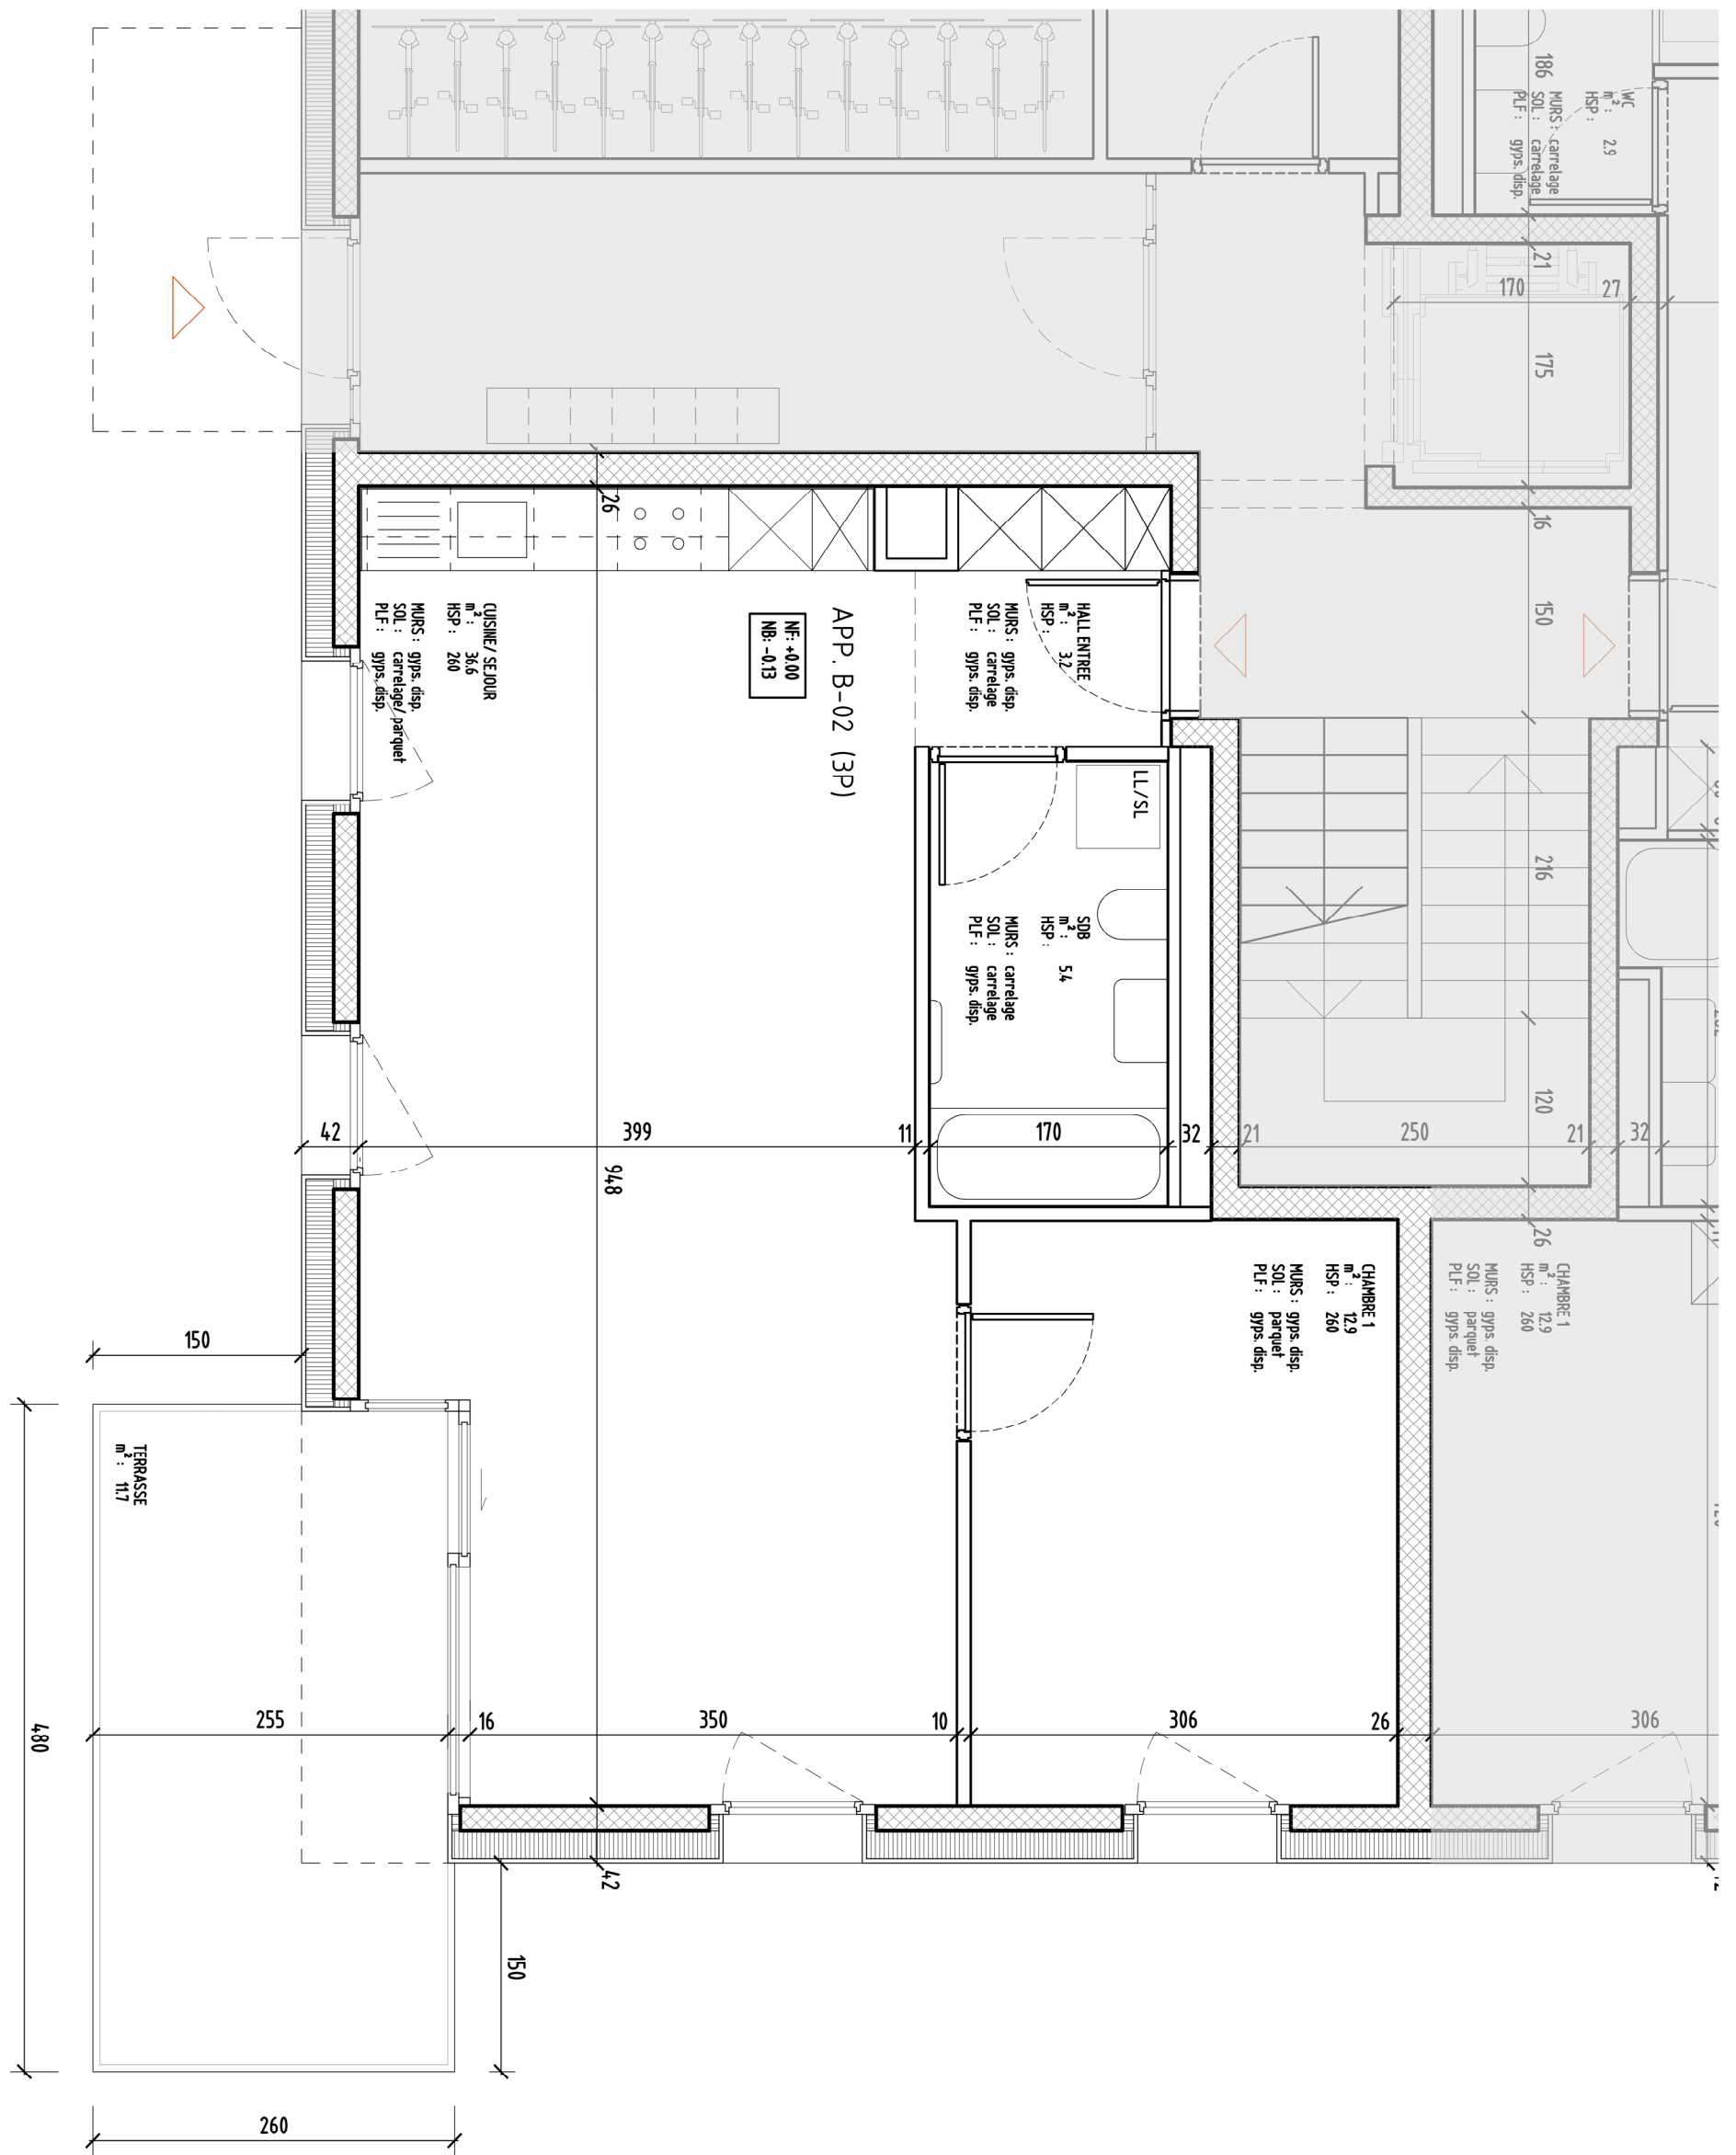 WC
m² : 2.9
HSP :
MURS : carrelage
SOL : carrelage
PLF : gyps. disp.
186
21
170
27
175
16
150
216
120
26
CUISINE/ SEJOUR
m² : 36.6
HSP : 260
MURS : gyps. disp.
SOL : carrelage/ parquet
PLF : gyps. disp.
NF: +0.00
NB: -0.13
APP. B-02 (3P)
HALL ENTREE
m² : 3.2
HSP :
MURS : gyps. disp.
SOL : carrelage
PLF : gyps. disp.
LL/SL
SDB
m² : 5.4
HSP :
MURS : carrelage
SOL : carrelage
PLF : gyps. disp.
26
42
399
11
170
32
21
250
21
32
948
CHAMBRE 1
m² : 12.9
HSP : 260
MURS : gyps. disp.
SOL : parquet
PLF : gyps. disp.
CHAMBRE 1
m² : 12.9
HSP : 260
MURS : gyps. disp.
SOL : parquet
PLF : gyps. disp.
150
TERRASSE
m² : 11.7
255
16
350
10
306
26
306
480
42
150
260